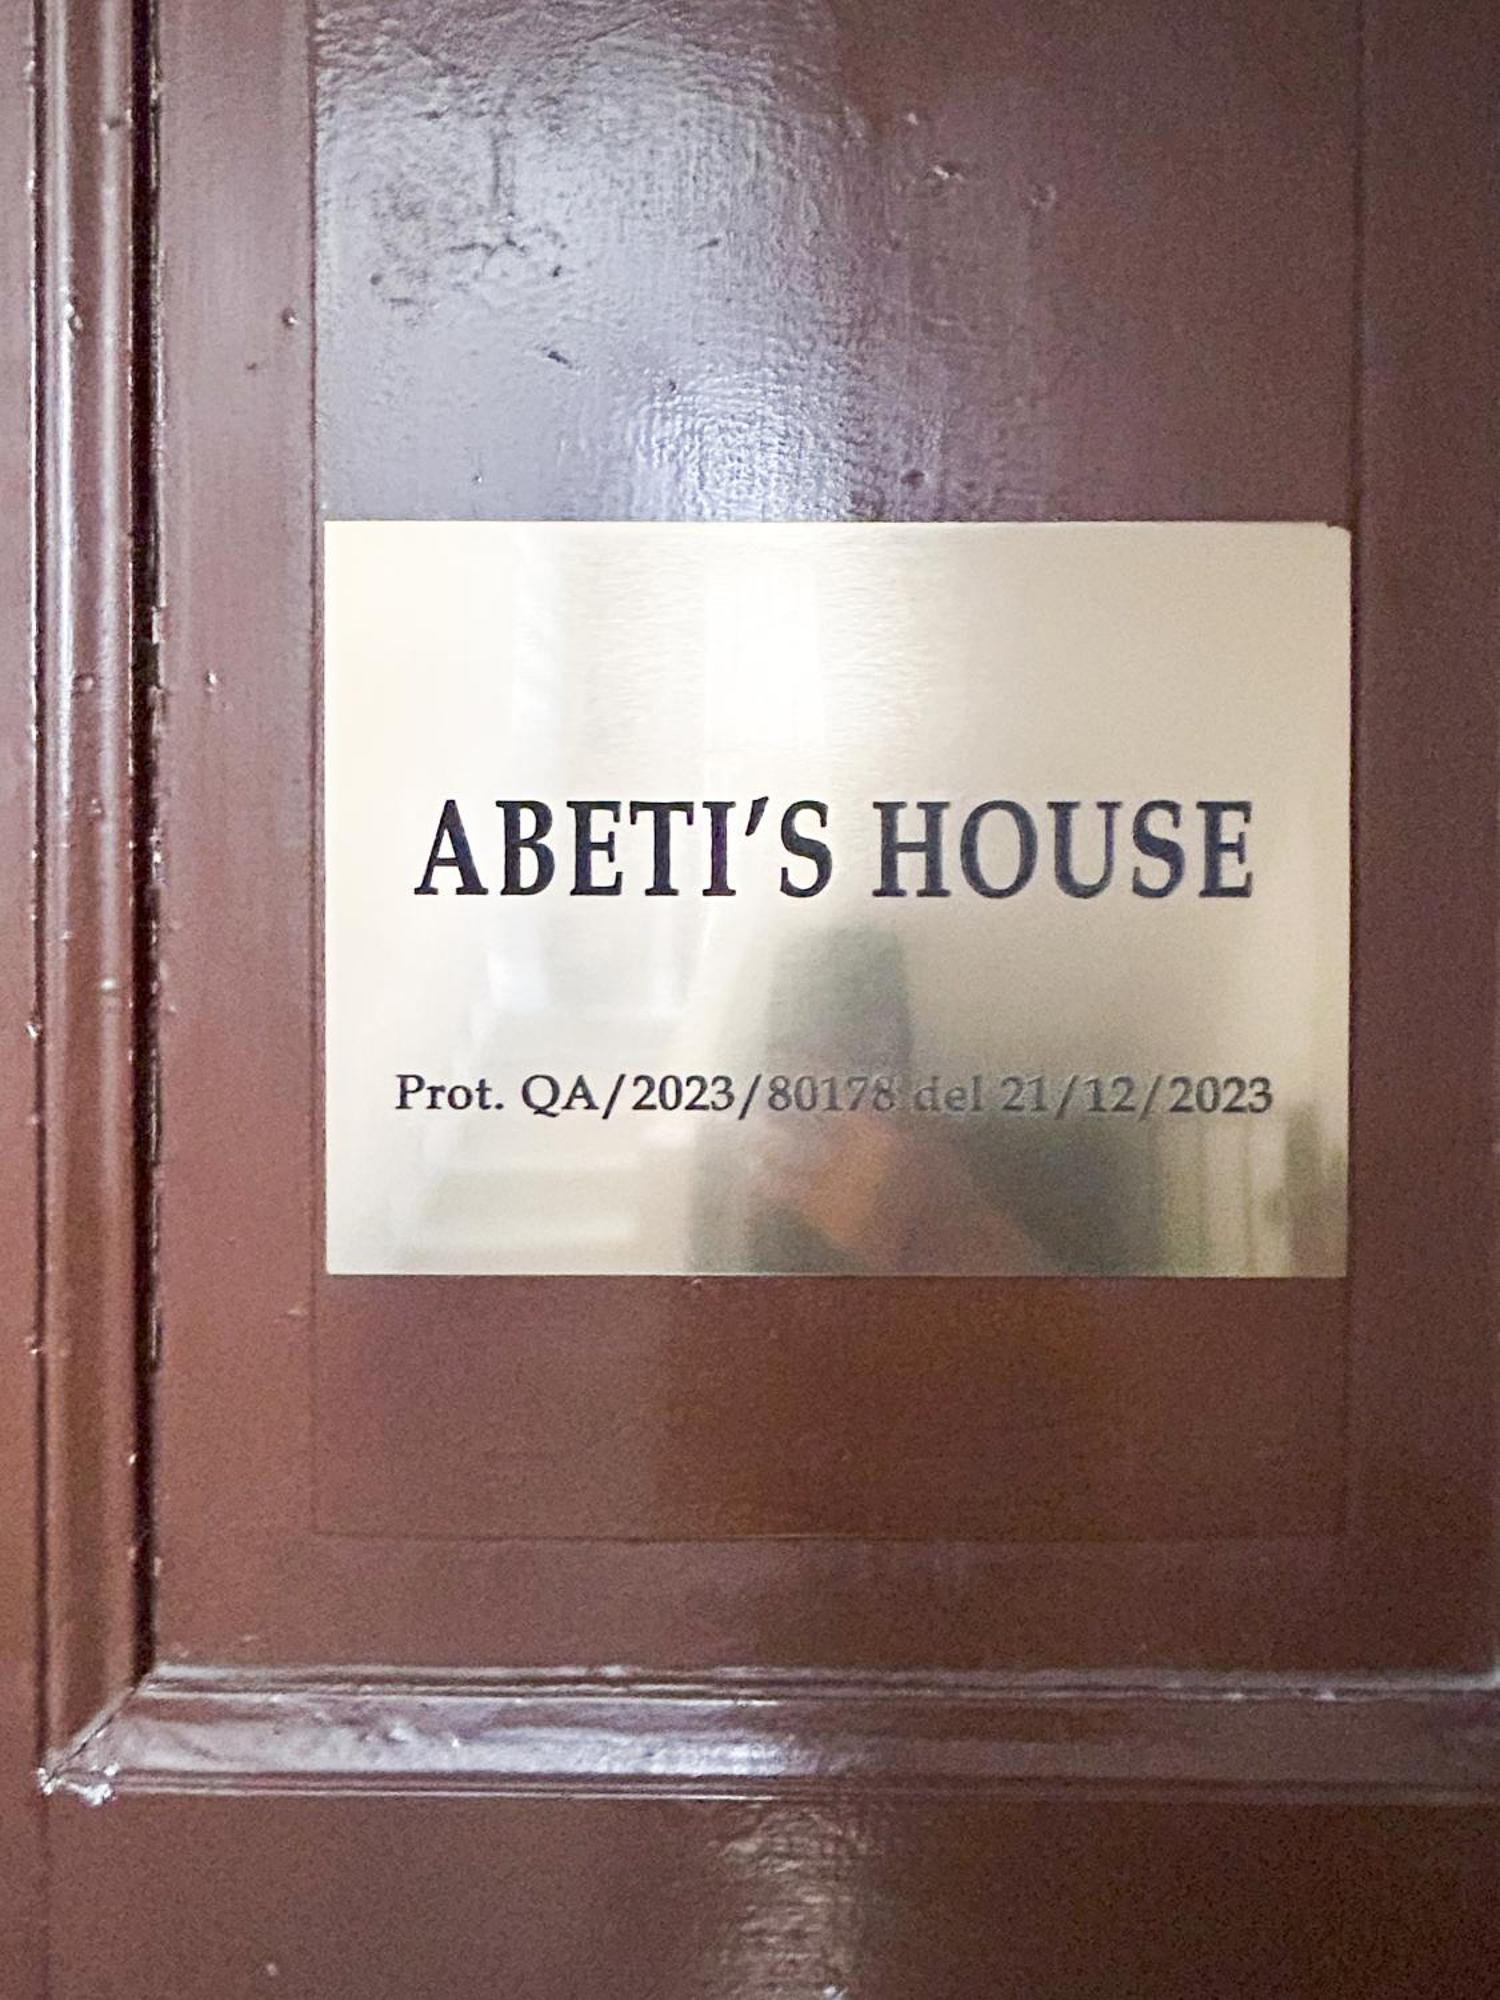 ABETI'S HOUSE
Prot. QA/2023/80178 del 21/12/2023